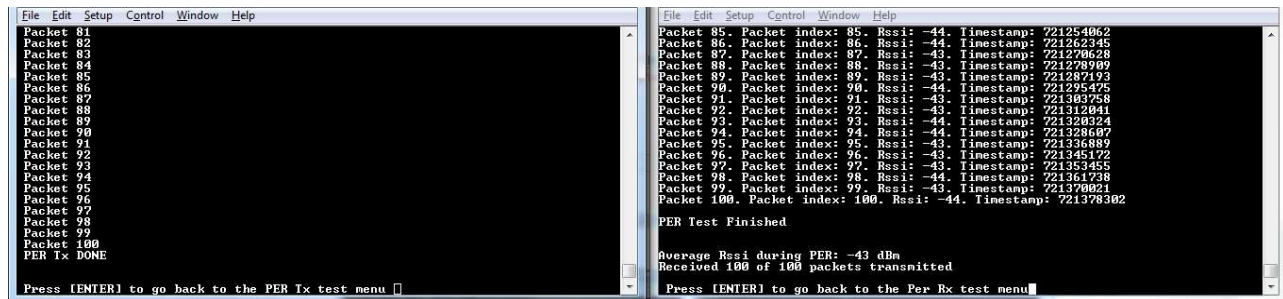 File Edit Setup Control Window Help
Packet 81
Packet 82
Packet 83
Packet 84
Packet 85
Packet 86
Packet 87
Packet 88
Packet 89
Packet 90
Packet 91
Packet 92
Packet 93
Packet 94
Packet 95
Packet 96
Packet 97
Packet 98
Packet 99
Packet 100
PER Tx DONE
Press [ENTER] to go back to the PER Tx test menu
File Edit Setup Control Window Help
Packet 85. Packet index: 85. Rssi: -44. Timestamp: 721254062
Packet 86. Packet index: 86. Rssi: -44. Timestamp: 721262345
Packet 87. Packet index: 87. Rssi: -43. Timestamp: 721270628
Packet 88. Packet index: 88. Rssi: -43. Timestamp: 721278909
Packet 89. Packet index: 89. Rssi: -43. Timestamp: 721287193
Packet 90. Packet index: 90. Rssi: -44. Timestamp: 721295475
Packet 91. Packet index: 91. Rssi: -43. Timestamp: 721303758
Packet 92. Packet index: 92. Rssi: -43. Timestamp: 721312041
Packet 93. Packet index: 93. Rssi: -44. Timestamp: 721320324
Packet 94. Packet index: 94. Rssi: -44. Timestamp: 721328607
Packet 95. Packet index: 95. Rssi: -43. Timestamp: 721336889
Packet 96. Packet index: 96. Rssi: -43. Timestamp: 721345172
Packet 97. Packet index: 97. Rssi: -43. Timestamp: 721353455
Packet 98. Packet index: 98. Rssi: -44. Timestamp: 721361738
Packet 99. Packet index: 99. Rssi: -43. Timestamp: 721370021
Packet 100. Packet index: 100. Rssi: -44. Timestamp: 721378302
PER Test Finished
Average Rssi during PER: -43 dBm
Received 100 of 100 packets transmitted
Press [ENTER] to go back to the Per Rx test menu